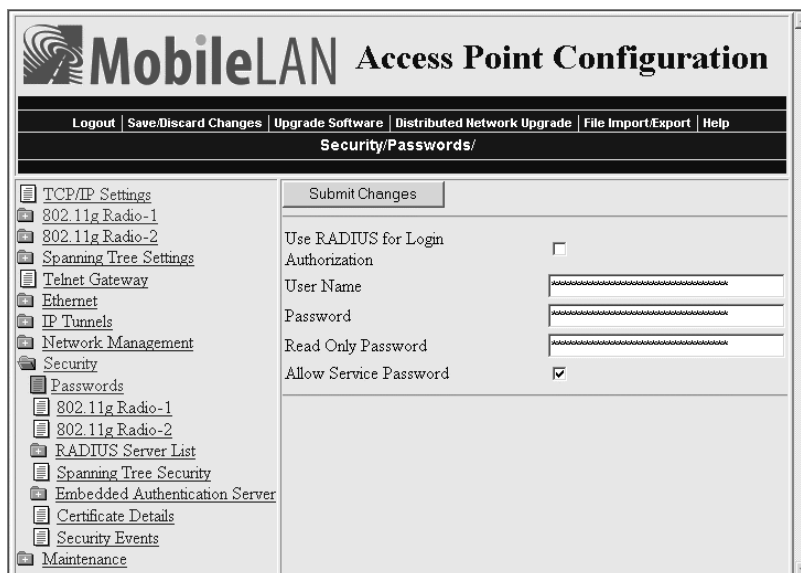 MobileLAN Access Point Configuration
Logout | Save/Discard Changes | Upgrade Software | Distributed Network Upgrade | File Import/Export | Help
Security/Passwords/
TCP/IP Settings
802.11g Radio-1
802.11g Radio-2
Spanning Tree Settings
Telnet Gateway
Ethernet
IP Tunnels
Network Management
Security
Passwords
802.11g Radio-1
802.11g Radio-2
RADIUS Server List
Spanning Tree Security
Embedded Authentication Server
Certificate Details
Security Events
Maintenance
Submit Changes
Use RADIUS for Login
Authorization
User Name
Password
Read Only Password
Allow Service Password